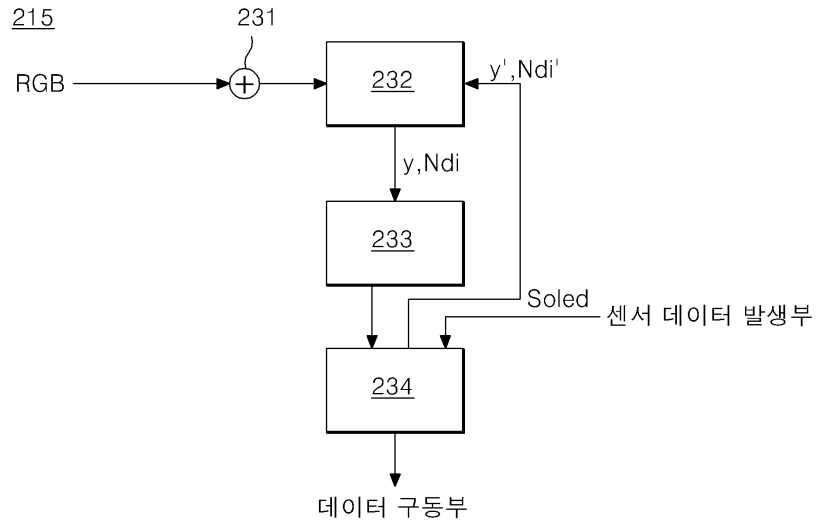 215
231
RGB
232
y',Ndi'
y,Ndi
233
Soled
센서 데이터 발생부
234
데이터 구동부